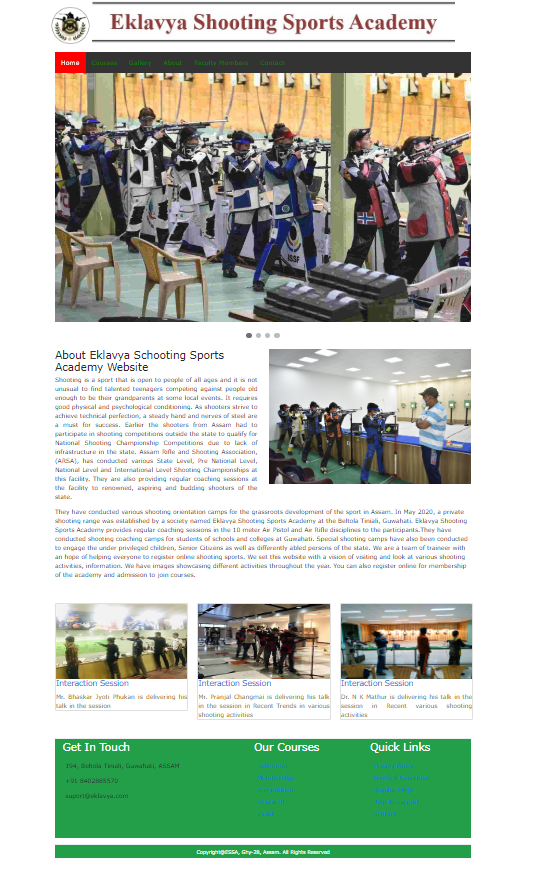 Eklavya Shooting Sports Academy
Home Courses Gallery About Faculty Members Contact
ISSF
About Eklavya Schooting Sports
Academy Website
Shooting is a sport that is open to people of all ages and it is not
unusual to find talented teenagers competing against people old
enough to be their grandparents at some local events. It requires
good physical and psychological conditioning. As shooters strive to
achieve technical perfection, a steady hand and nerves of steel are
a must for success. Earlier the shooters from Assam had to
participate in shooting competitions outside the state to qualify for
National Shooting Championship Competitions due to lack of
infrastructure in the state. Assam Rifle and Shooting Association,
(ARSA), has conducted various State Level, Pre National Level,
National Level and International Level Shooting Championships at
this facility. They are also providing regular coaching sessions at
the facility to renowned, aspiring and budding shooters of the
state.
They have conducted various shooting orientation camps for the grassroots development of the sport in Assam. In May 2020, a private
shooting range was established by a society named Eklavya Shooting Sports Academy at the Beltola Tiniali, Guwahati. Eklavya Shooting
Sports Academy provides regular coaching sessions in the 10 meter Air Pistol and Air Rifle disciplines to the participants.They have
conducted shooting coaching camps for students of schools and colleges at Guwahati. Special shooting camps have also been conducted
to engage the under privileged children, Senior Citizens as well as differently abled persons of the state. We are a team of travneer with
an hope of helping everyone to register online shooting sports. We set this website with a vision of visiting and look at various shooting
activities, information. We have images showcasing different activities throughout the year. You can also register online for membership
of the academy and admission to join courses.
Interaction Session
Mr. Bhaskar Jyoti Phukan is delivering his
talk in the session
Interaction Session
Mr. Pranjal Changmai is delivering his talk
in the session in Recent Trends in various
shooting activities
Interaction Session
Dr. N K Mathur is delivering his talk in the
session in Recent various shooting
activities
Get In Touch
194, Beltola Tiniali, Guwahati, ASSAM
+91 8402885570
suport@eklavya.com
Our Courses
Quick Links
Copyright@ESSA, Ghy-28, Assam. All Rights Reserved